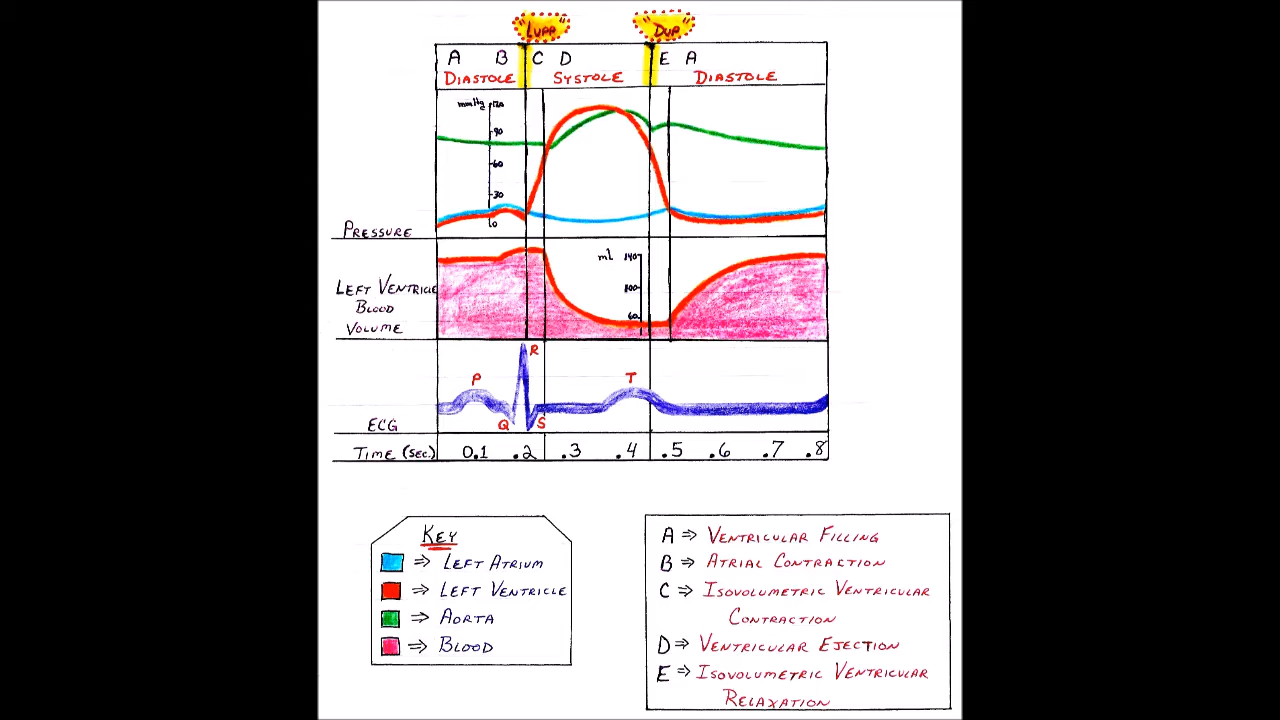 "Lupp" "Dup"
A B C D E A
Diastole Systole Diastole
mmHg 120
90
60
30
0
Pressure
ml 140
100
60
Left Ventricle
Blood
Volume
P Q R S T
ECG
Time (sec.) 0.1 .2 .3 .4 .5 .6 .7 .8
Key
⇒ Left Atrium
⇒ Left Ventricle
⇒ Aorta
⇒ Blood
A ⇒ Ventricular Filling
B ⇒ Atrial Contraction
C ⇒ Isovolumetric Ventricular
Contraction
D ⇒ Ventricular Ejection
E ⇒ Isovolumetric Ventricular
Relaxation